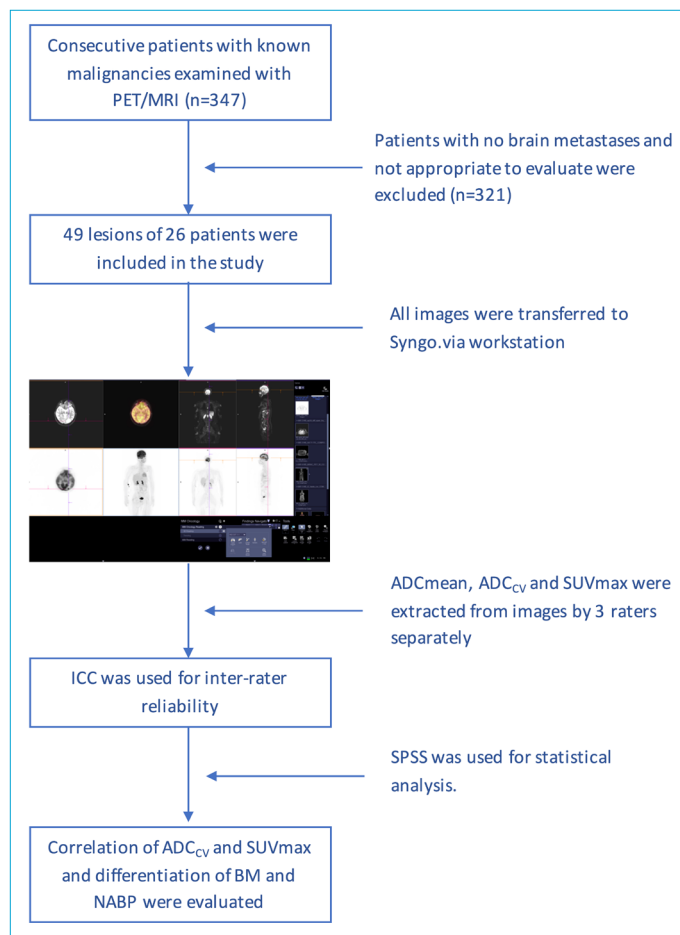 Consecutive patients with known
malignancies examined with
PET/MRI (n=347)
Patients with no brain metastases and
not appropriate to evaluate were
excluded (n=321)
49 lesions of 26 patients were
included in the study
All images were transferred to
Syngo.via workstation
ADCmean, ADCCV and SUVmax were
extracted from images by 3 raters
separately
ICC was used for inter-rater
reliability
SPSS was used for statistical
analysis.
Correlation of ADCCV and SUVmax
and differentiation of BM and
NABP were evaluated